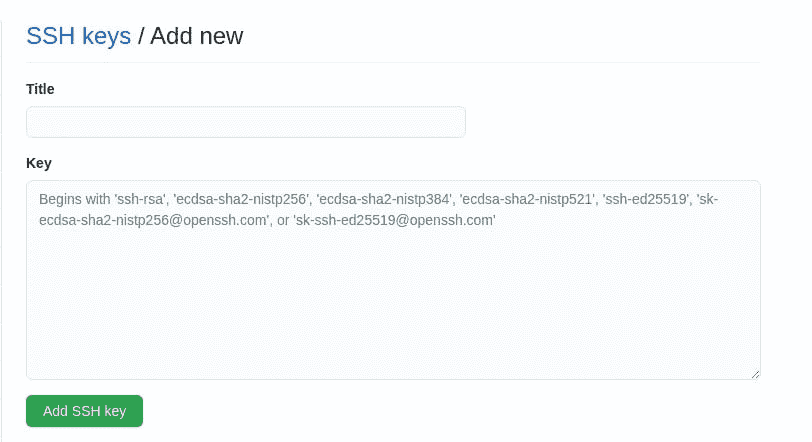 SSH keys / Add new
Title
Key
Begins with 'ssh-rsa', 'ecdsa-sha2-nistp256', 'ecdsa-sha2-nistp384', 'ecdsa-sha2-nistp521', 'ssh-ed25519', 'sk-
ecdsa-sha2-nistp256@openssh.com', or 'sk-ssh-ed25519@openssh.com'
Add SSH key